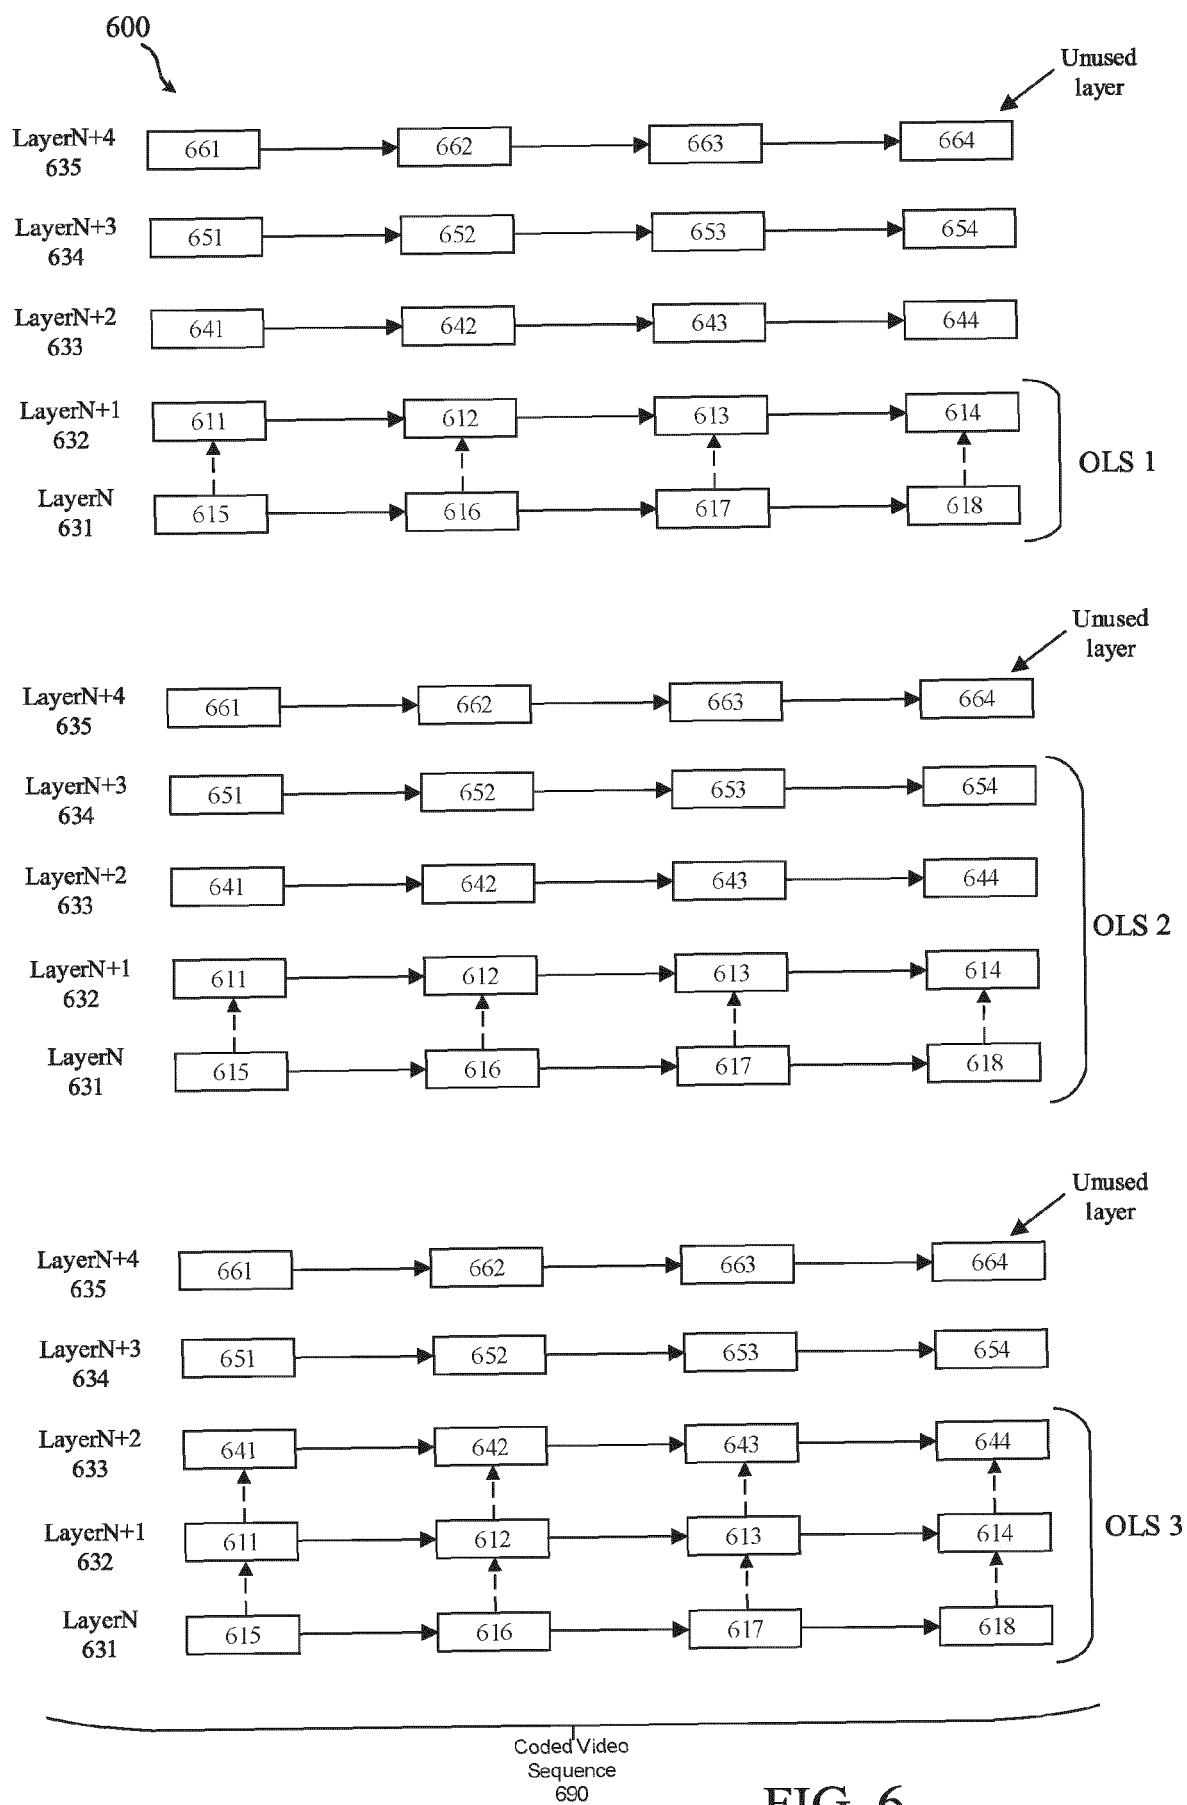 600
Unused
layer
LayerN+4
635
661
662
663
664
LayerN+3
634
651
652
653
654
LayerN+2
633
641
642
643
644
LayerN+1
632
611
612
613
614
OLS 1
LayerN
631
615
616
617
618
Unused
layer
LayerN+4
635
661
662
663
664
LayerN+3
634
651
652
653
654
LayerN+2
633
641
642
643
644
OLS 2
LayerN+1
632
611
612
613
614
LayerN
631
615
616
617
618
Unused
layer
LayerN+4
635
661
662
663
664
LayerN+3
634
651
652
653
654
LayerN+2
633
641
642
643
644
LayerN+1
632
611
612
613
614
OLS 3
LayerN
631
615
616
617
618
Coded Video
Sequence
690
FIG. 6